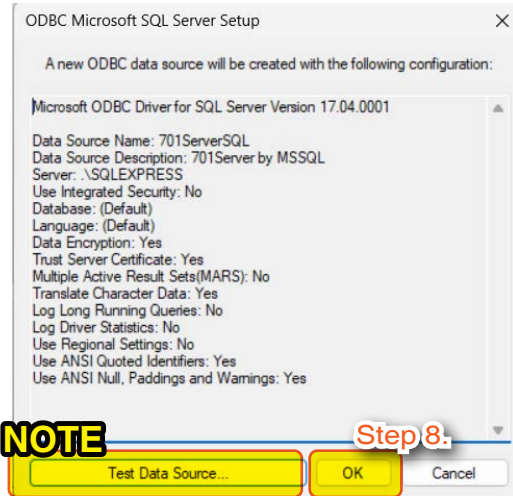 ODBC Microsoft SQL Server Setup
A new ODBC data source will be created with the following configuration:
Microsoft ODBC Driver for SQL Server Version 17.04.0001
Data Source Name: 701ServerSQL
Data Source Description: 701Server by MSSQL
Server: .\SQLEXPRESS
Use Integrated Security: No
Database: (Default)
Language: (Default)
Data Encryption: Yes
Trust Server Certificate: Yes
Multiple Active Result Sets(MARS): No
Translate Character Data: Yes
Log Long Running Queries: No
Log Driver Statistics: No
Use Regional Settings: No
Use ANSI Quoted Identifiers: Yes
Use ANSI Null, Paddings and Warnings: Yes
NOTE
Step 8.
Test Data Source...
OK
Cancel